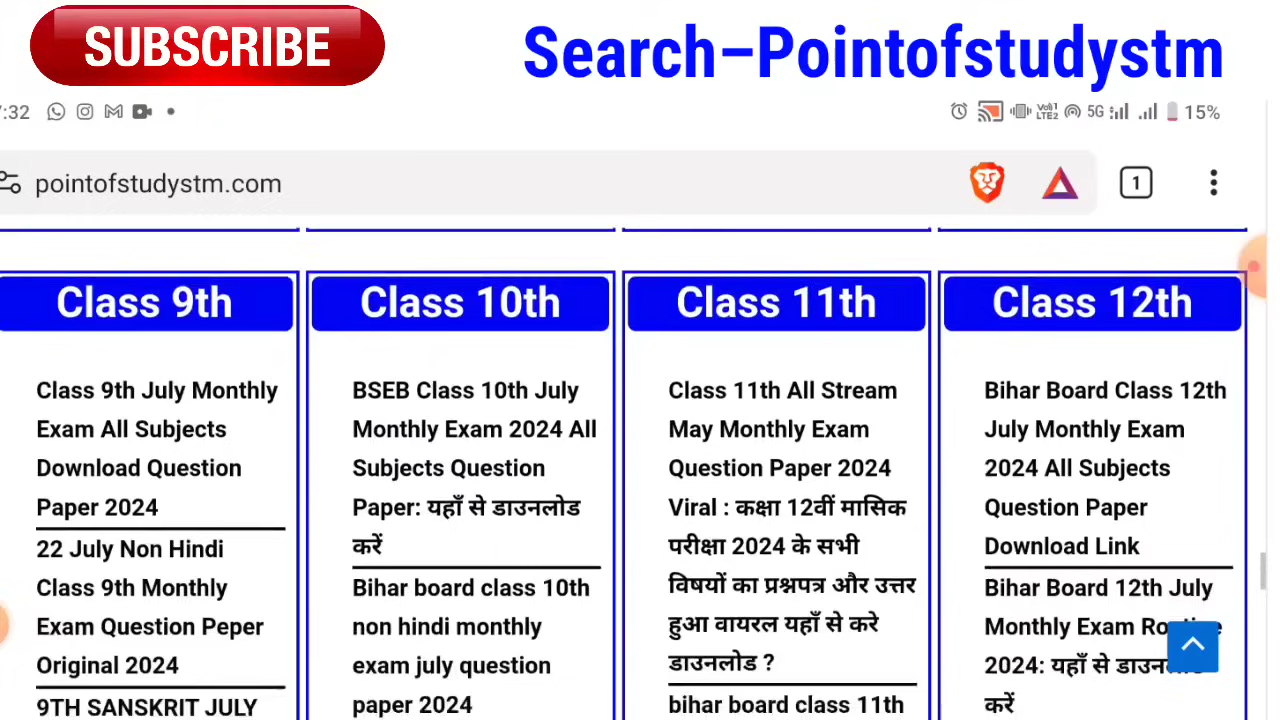 SUBSCRIBE
Search–Pointofstudystm
:32
5G
15%
pointofstudystm.com
1
Class 9th
Class 9th July Monthly
Exam All Subjects
Download Question
Paper 2024
22 July Non Hindi
Class 9th Monthly
Exam Question Peper
Original 2024
9TH SANSKRIT JULY
Class 10th
BSEB Class 10th July
Monthly Exam 2024 All
Subjects Question
Paper: यहाँ से डाउनलोड
करें
Bihar board class 10th
non hindi monthly
exam july question
paper 2024
Class 11th
Class 11th All Stream
May Monthly Exam
Question Paper 2024
Viral : कक्षा 12वीं मासिक
परीक्षा 2024 के सभी
विषयों का प्रश्नपत्र और उत्तर
हुआ वायरल यहाँ से करे
डाउनलोड ?
bihar board class 11th
Class 12th
Bihar Board Class 12th
July Monthly Exam
2024 All Subjects
Question Paper
Download Link
Bihar Board 12th July
Monthly Exam
2024: यहाँ से
करें